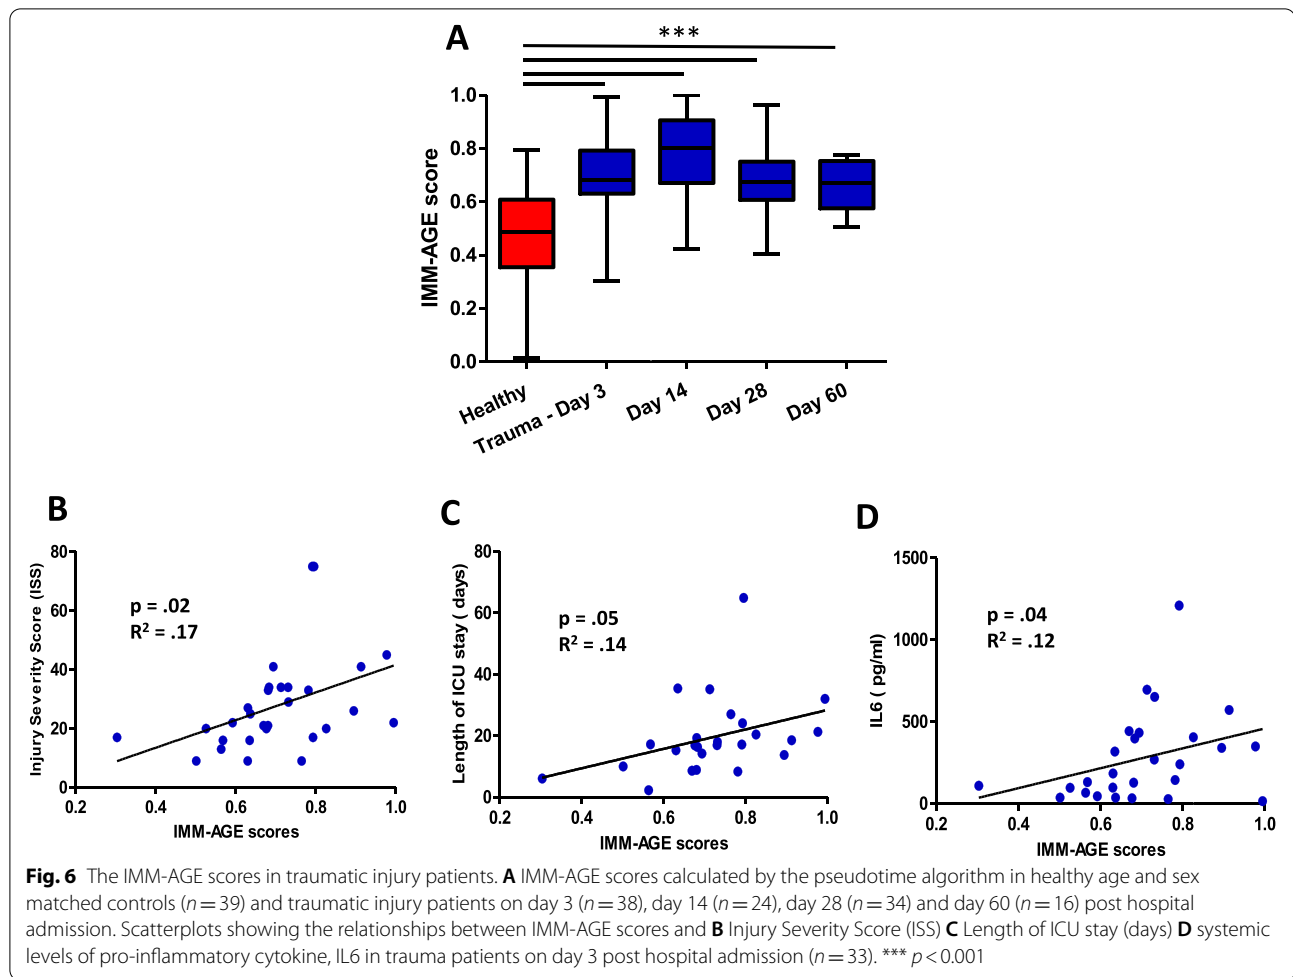 A
***
IMM-AGE score
1.0
0.8
0.6
0.4
0.2
0.0
Healthy
Trauma - Day 3
Day 14
Day 28
Day 60
B
Injury Severity Score (ISS)
80
60
40
20
0
p = .02
R² = .17
0.2 0.4 0.6 0.8 1.0
IMM-AGE scores
C
Length of ICU stay ( days)
80
60
40
20
0
p = .05
R² = .14
0.2 0.4 0.6 0.8 1.0
IMM-AGE scores
D
IL6 ( pg/ml)
1500
1000
500
0
p = .04
R² = .12
0.2 0.4 0.6 0.8 1.0
IMM-AGE scores
Fig. 6 The IMM-AGE scores in traumatic injury patients. A IMM-AGE scores calculated by the pseudotime algorithm in healthy age and sex
matched controls (n = 39) and traumatic injury patients on day 3 (n = 38), day 14 (n = 24), day 28 (n = 34) and day 60 (n = 16) post hospital
admission. Scatterplots showing the relationships between IMM-AGE scores and B Injury Severity Score (ISS) C Length of ICU stay (days) D systemic
levels of pro-inflammatory cytokine, IL6 in trauma patients on day 3 post hospital admission (n = 33). *** p < 0.001